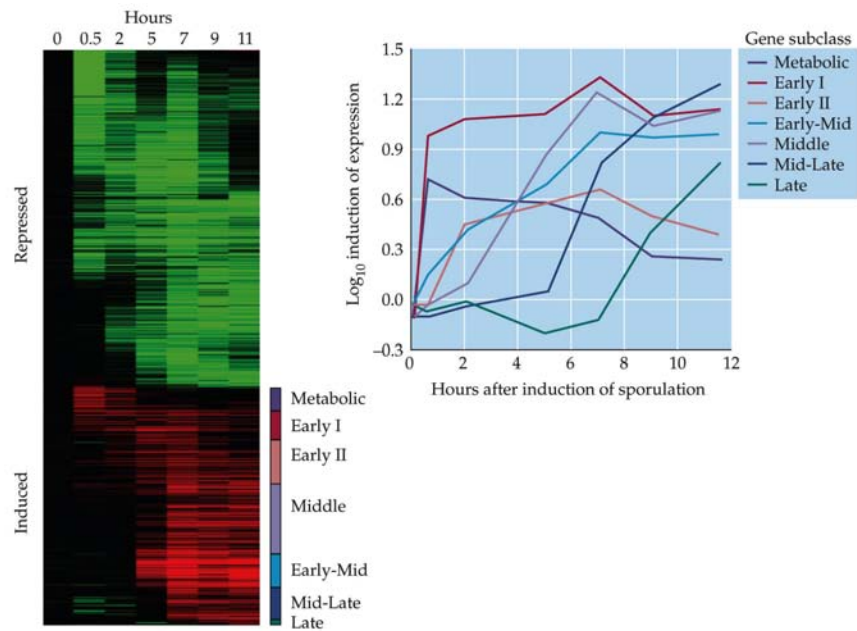 Hours
0 0.5 2 5 7 9 11
Repressed
Induced
Metabolic
Early I
Early II
Middle
Early-Mid
Mid-Late
Late
1.5
1.2
0.9
0.6
0.3
0.0
–0.3
Log10 induction of expression
0 2 4 6 8 10 12
Hours after induction of sporulation
Gene subclass
Metabolic
Early I
Early II
Early-Mid
Middle
Mid-Late
Late